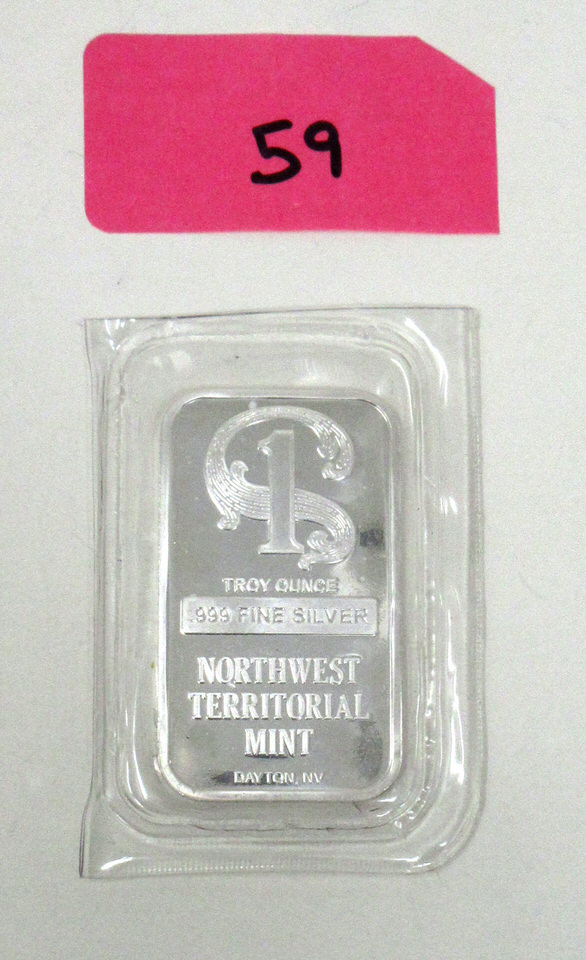 59
1
TROY OUNCE
.999 FINE SILVER
NORTHWEST
TERRITORIAL
MINT
DAYTON, NV